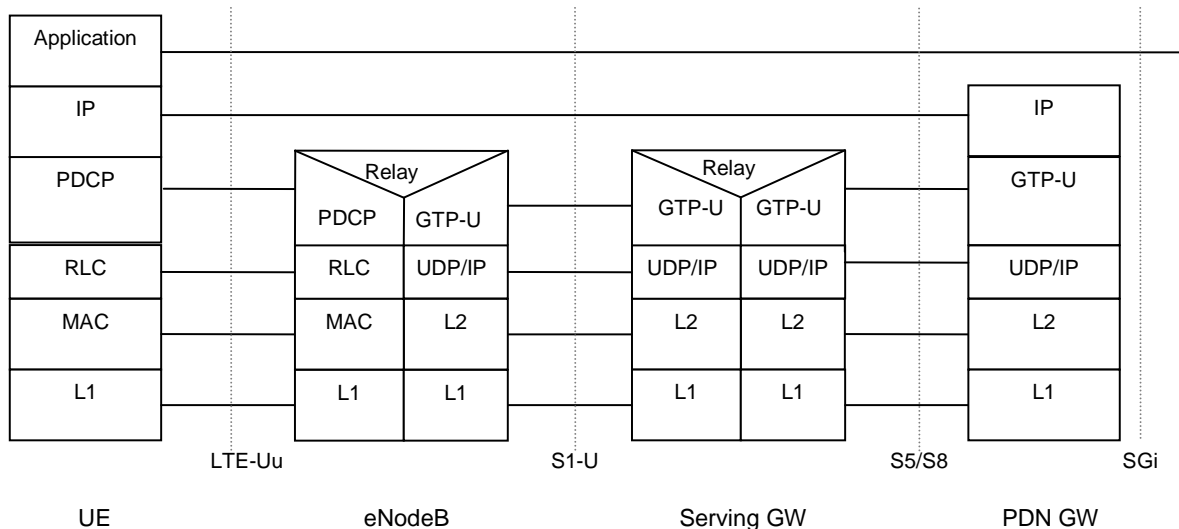 Application
IP
IP
PDCP
Relay
Relay
GTP-U
PDCP
GTP-U
GTP-U
GTP-U
RLC
RLC
UDP/IP
UDP/IP
UDP/IP
UDP/IP
MAC
MAC
L2
L2
L2
L2
L1
L1
L1
L1
L1
L1
LTE-Uu
S1-U
S5/S8
SGi
UE
eNodeB
Serving GW
PDN GW